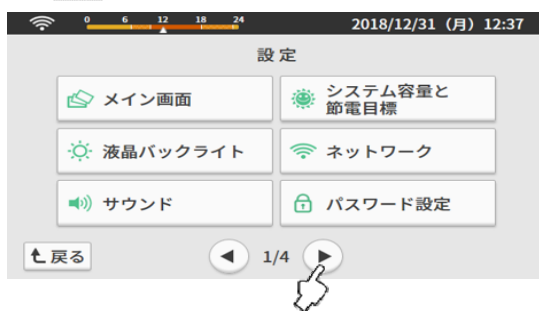 0 6 12 18 24 2018/12/31（月）12:37
設定
メイン画面
システム容量と
節電目標
液晶バックライト
ネットワーク
サウンド
パスワード設定
戻る
1/4